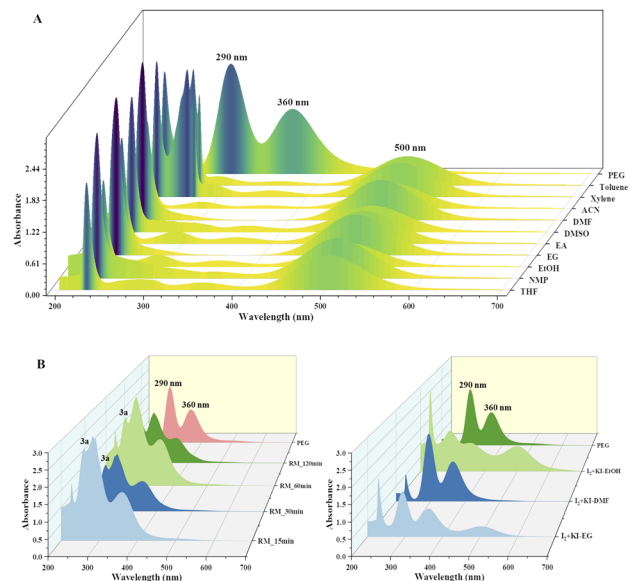 A
290 nm
360 nm
500 nm
2.44
1.83
1.22
0.61
0.00
Absorbance
PEG
Toluene
Xylene
ACN
DMF
DMSO
EA
EG
EtOH
NMP
THF
200 300 400 500 600 700
Wavelength (nm)
B
290 nm
360 nm
3a
3a
3a
3.0
2.5
2.0
1.5
1.0
0.5
0.0
Absorbance
PEG
RM_120min
RM_60min
RM_30min
RM_15min
200 300 400 500 600 700
Wavelength (nm)
290 nm
360 nm
3.0
2.5
2.0
1.5
1.0
0.5
0.0
Absorbance
PEG
I₂+KI-EtOH
I₂+KI-DMF
I₂+KI-EG
200 300 400 500 600 700
Wavelength (nm)